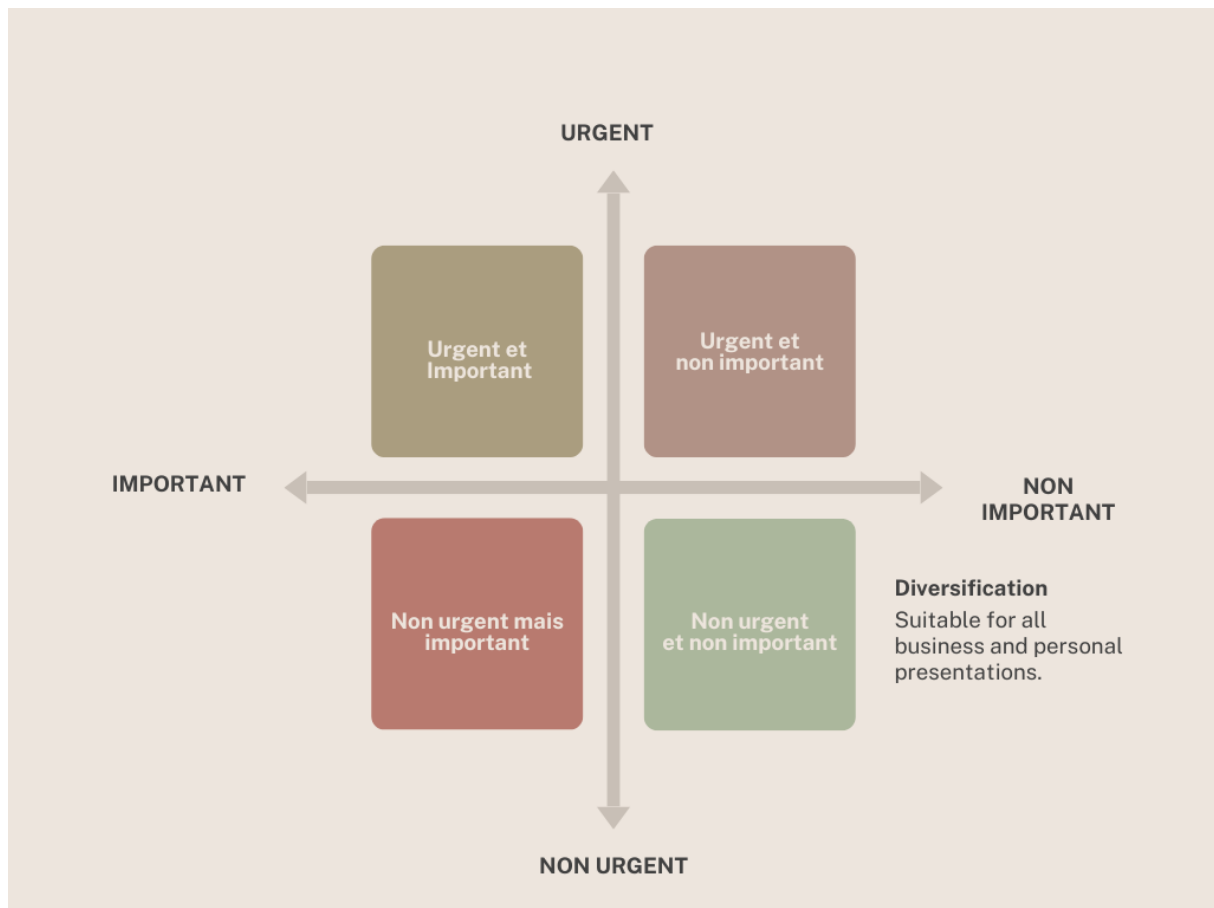 URGENT
Urgent et
Important
Urgent et
non important
IMPORTANT
NON
IMPORTANT
Non urgent mais
important
Non urgent
et non important
Diversification
Suitable for all
business and personal
presentations.
NON URGENT